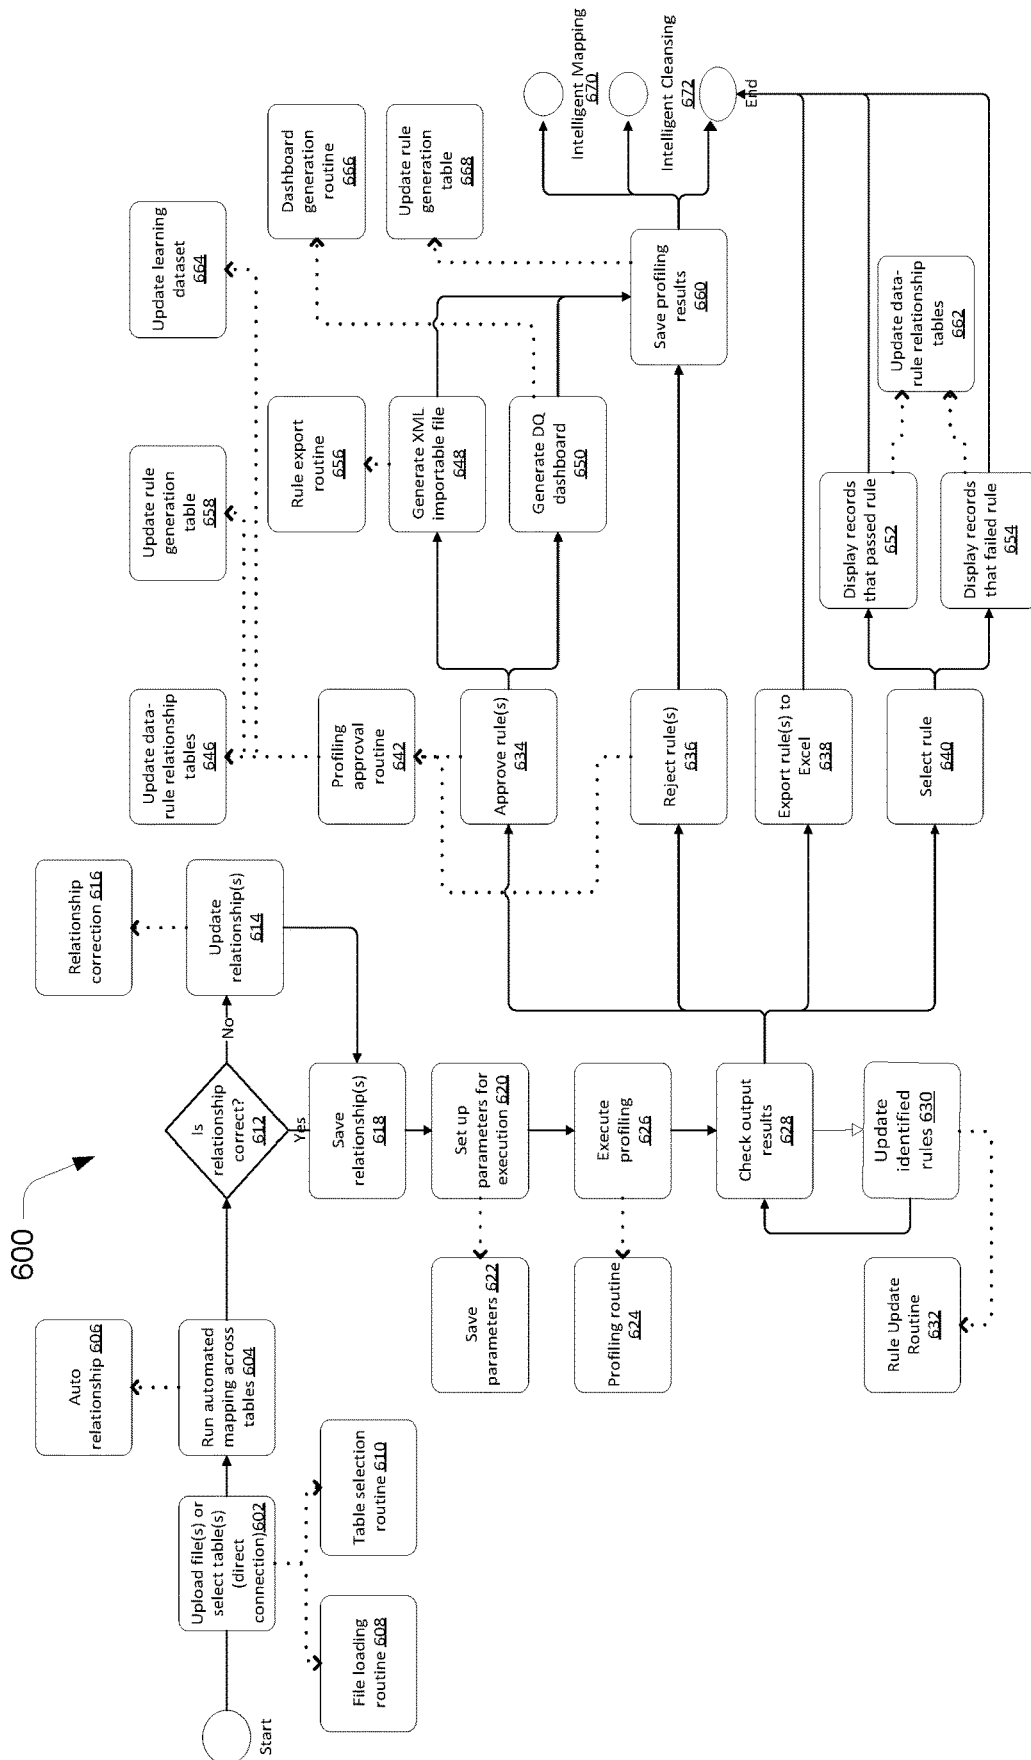 600
Start
Upload file(s) or
select table(s)
(direct
connection)602
File loading
routine 608
Table selection
routine 610
Run automated
mapping across
tables 604
Auto
relationship 606
Is
relationship
correct?
612
No
Yes
Update
relationship(s)
614
Relationship
correction 616
Save
relationship(s)
618
Set up
parameters for
execution 620
Save
parameters 622
Execute
profiling
626
Profiling routine
624
Check output
results
628
Update
identified
rules 630
Rule Update
Routine
632
Approve rule(s)
634
Reject rule(s)
636
Export rule(s) to
Excel
638
Select rule
640
Profiling
approval
routine
642
Update data-
rule relationship
tables
646
Update rule
generation
table
658
Update learning
dataset
664
Rule export
routine
656
Generate XML
importable file
648
Generate DQ
dashboard
650
Dashboard
generation
routine
666
Update rule
generation
table
668
Save profiling
results
660
Display records
that passed rule
652
Display records
that failed rule
654
Update data-
rule relationship
tables
662
Intelligent Mapping
670
Intelligent Cleansing
672
End